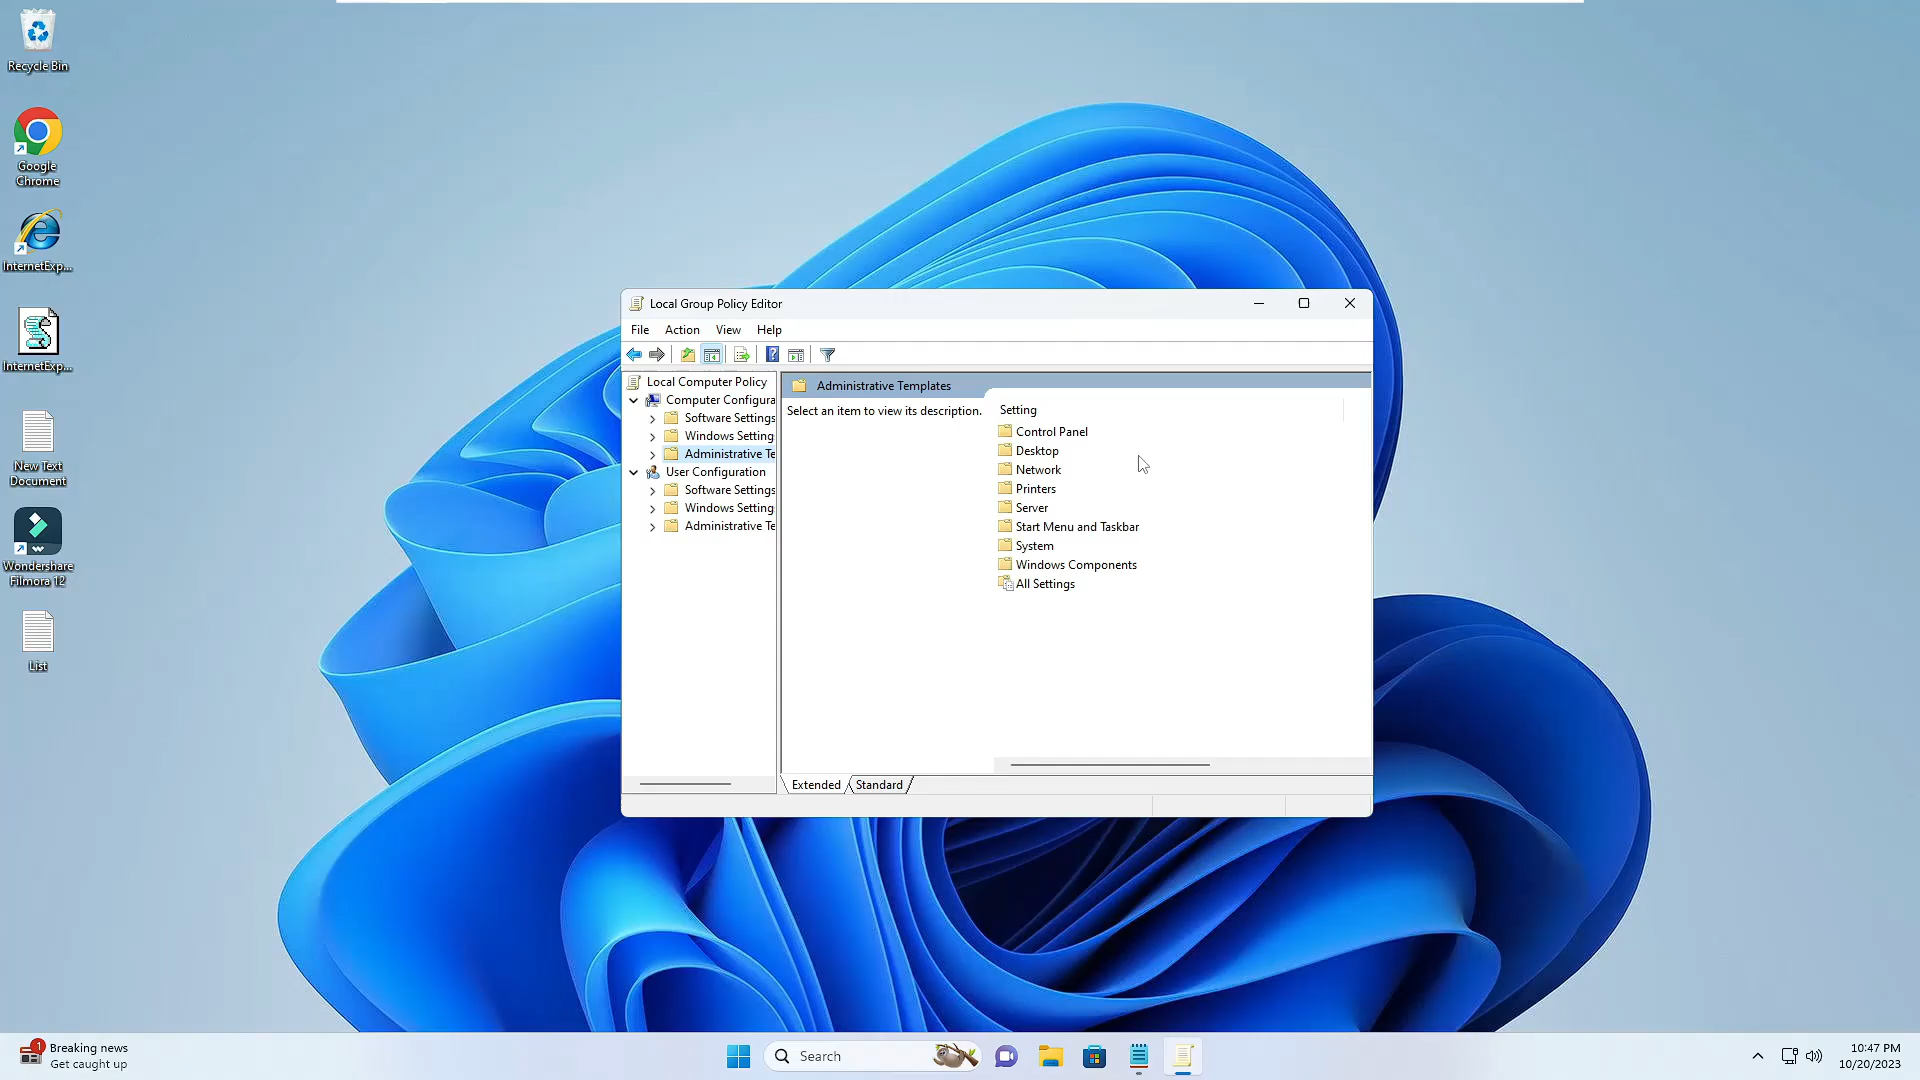 Recycle Bin
Google
Chrome
InternetExp...
InternetExp...
New Text
Document
Wondershare
Filmora 12
List
Local Group Policy Editor
File Action View Help
Local Computer Policy
Computer Configura
Software Settings
Windows Setting
Administrative Te
User Configuration
Software Settings
Windows Setting
Administrative Te
Administrative Templates
Select an item to view its description.
Setting
Control Panel
Desktop
Network
Printers
Server
Start Menu and Taskbar
System
Windows Components
All Settings
Extended Standard
1
Breaking news
Get caught up
Search
10:47 PM
10/20/2023